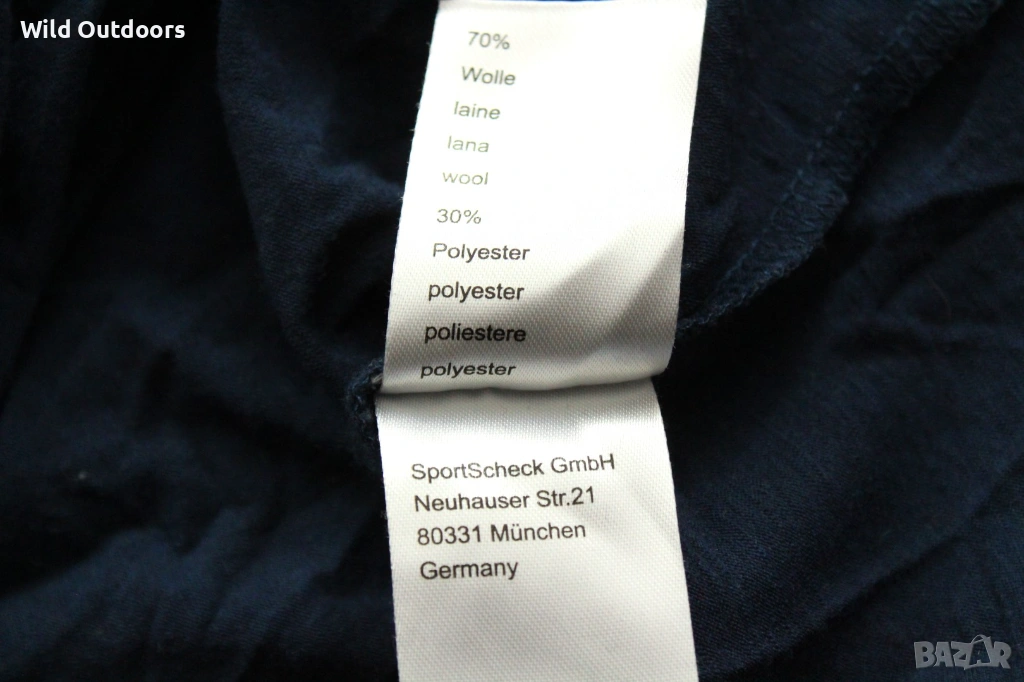 Wild Outdoors
70%
Wolle
laine
lana
wool
30%
Polyester
polyester
poliestere
polyester
SportScheck GmbH
Neuhauser Str.21
80331 München
Germany
BAZAR